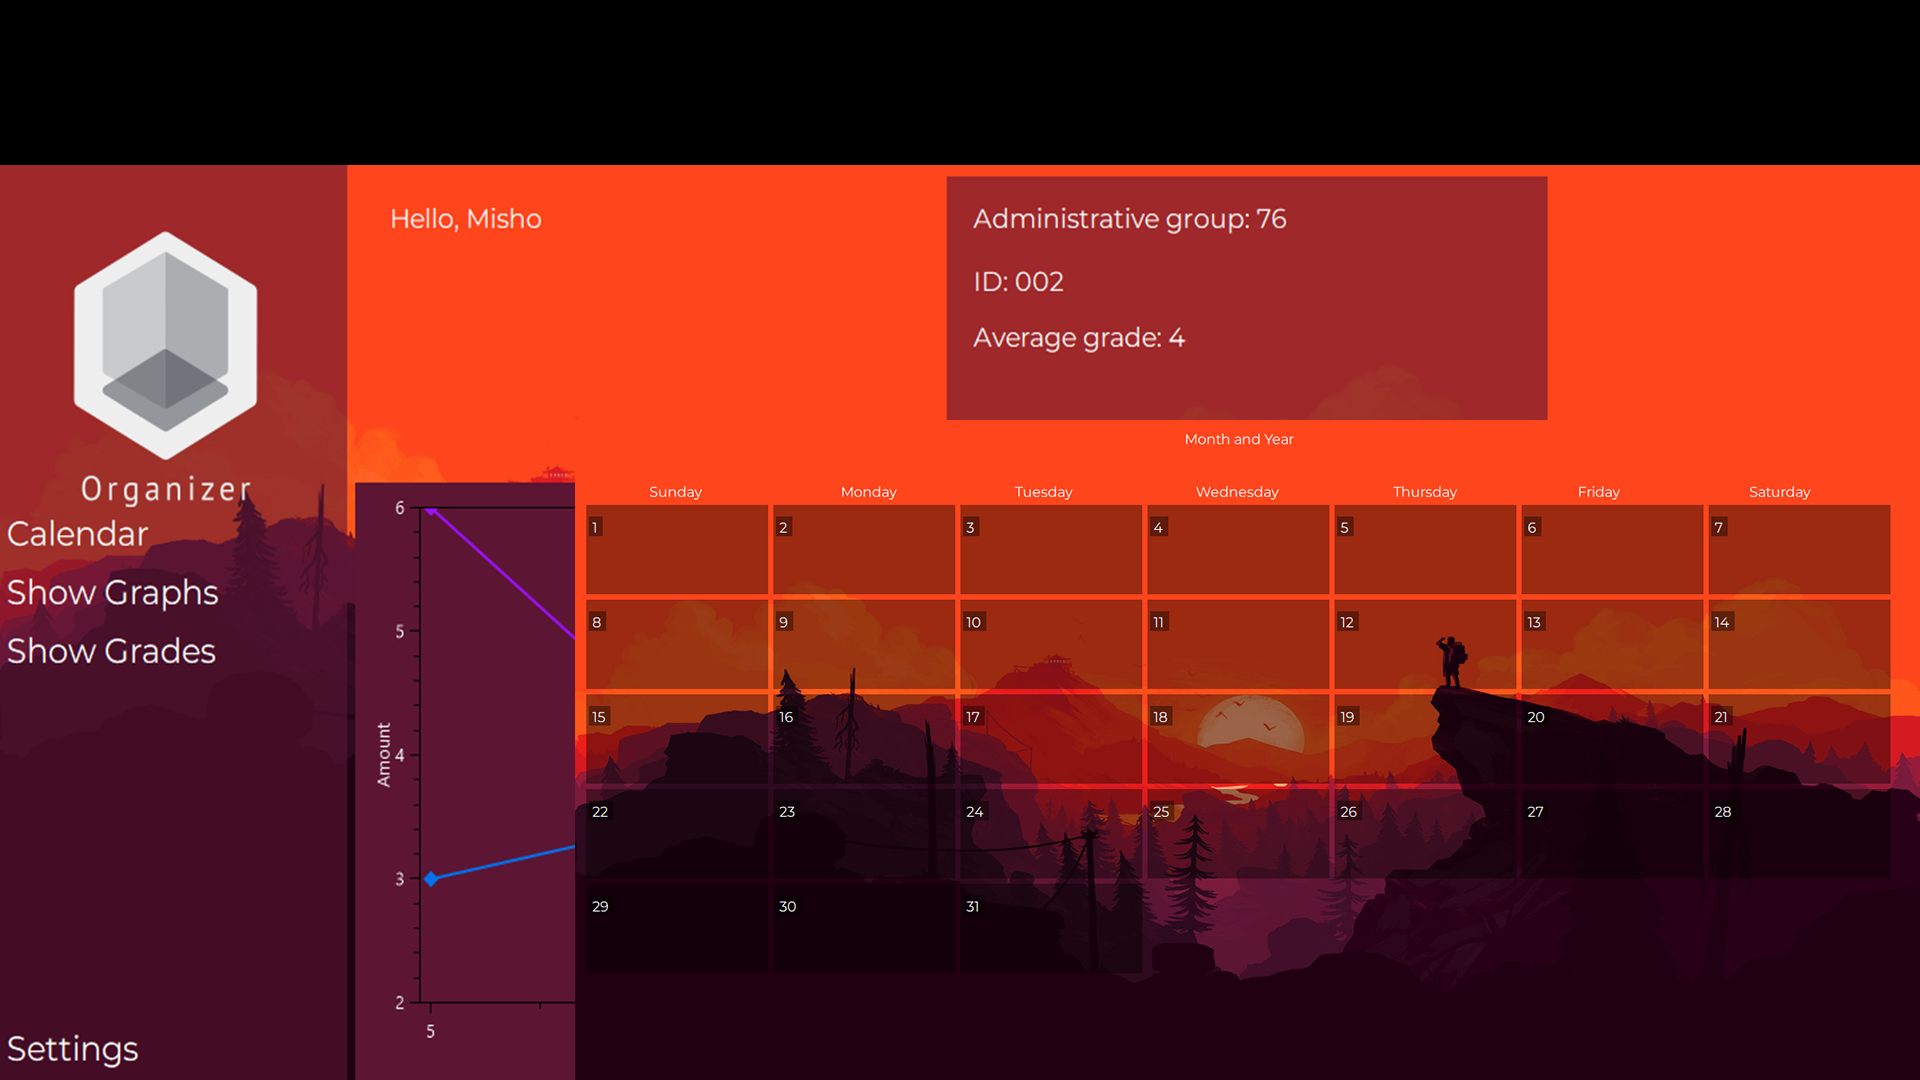 Hello, Misho
Administrative group: 76
ID: 002
Average grade: 4
Organizer
Calendar
Show Graphs
Show Grades
Settings
6
5
4
3
2
Amount
5
Month and Year
Sunday Monday Tuesday Wednesday Thursday Friday Saturday
1 2 3 4 5 6 7
8 9 10 11 12 13 14
15 16 17 18 19 20 21
22 23 24 25 26 27 28
29 30 31